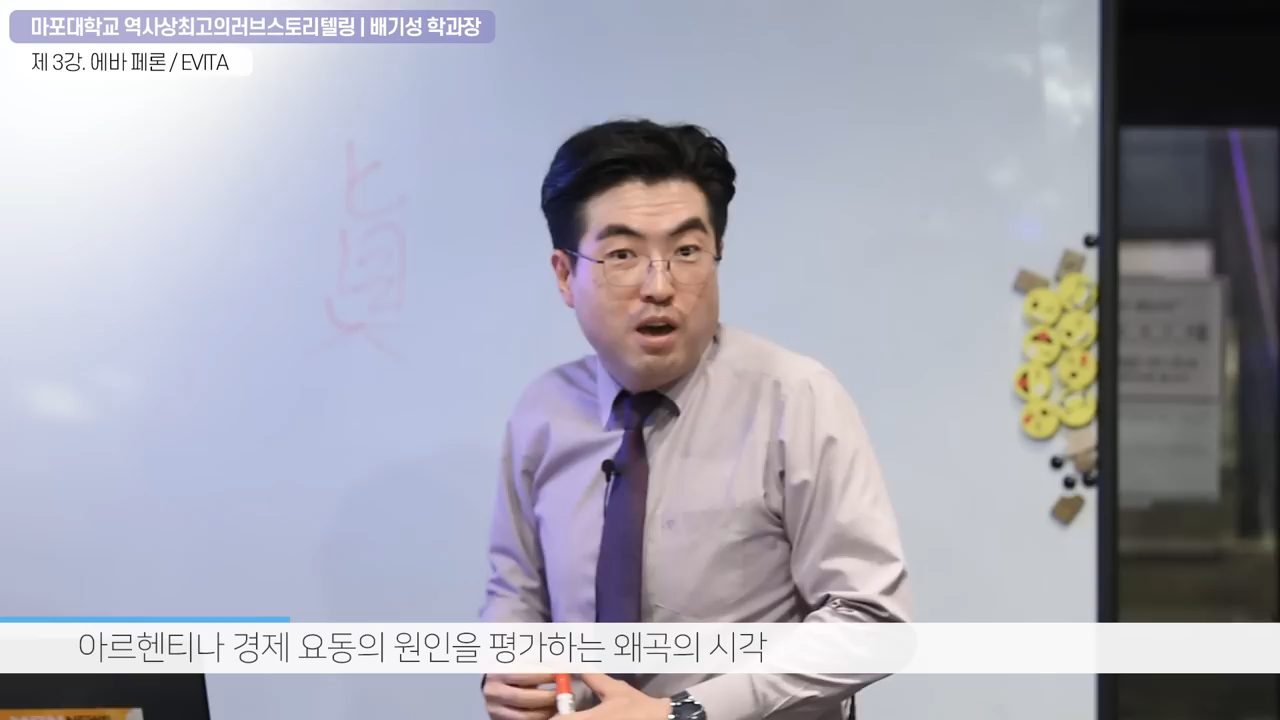 마포대학교 역사상최고의러브스토리텔링 | 배기성 학과장
제 3강. 에바 페론 / EVITA
眞
아르헨티나 경제 요동의 원인을 평가하는 왜곡의 시각